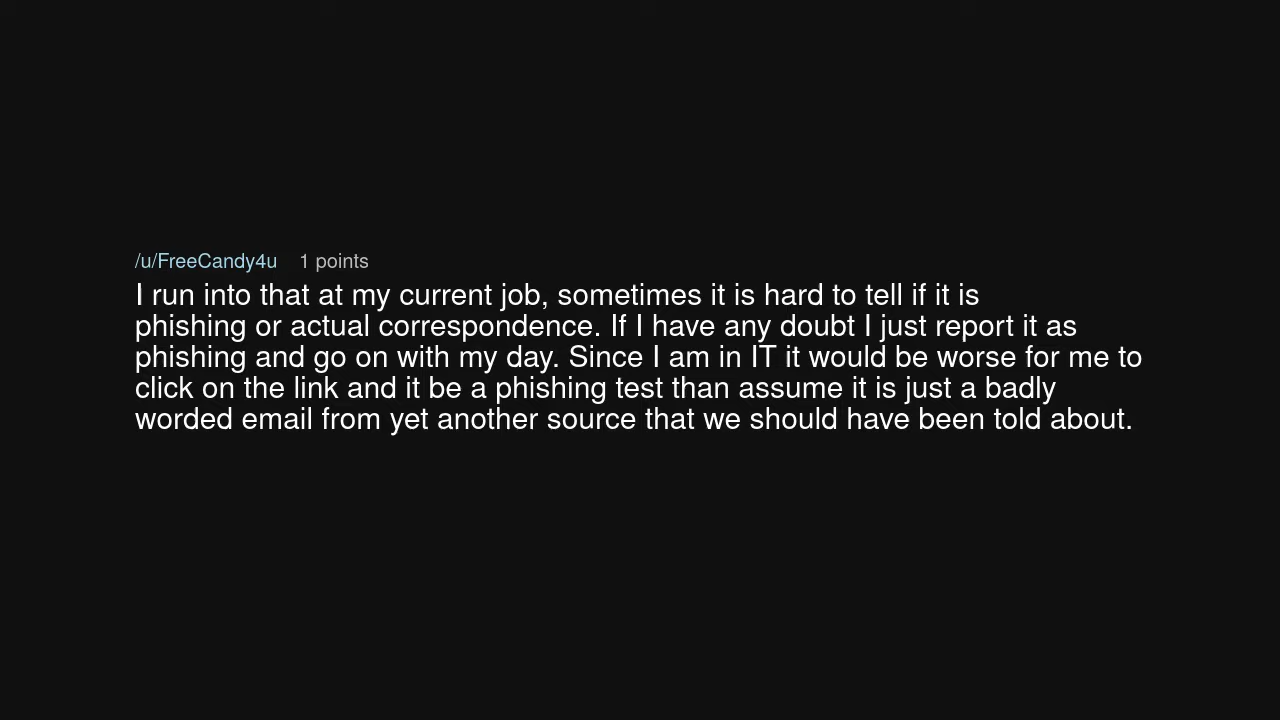 /u/FreeCandy4u 1 points
I run into that at my current job, sometimes it is hard to tell if it is
phishing or actual correspondence. If I have any doubt I just report it as
phishing and go on with my day. Since I am in IT it would be worse for me to
click on the link and it be a phishing test than assume it is just a badly
worded email from yet another source that we should have been told about.